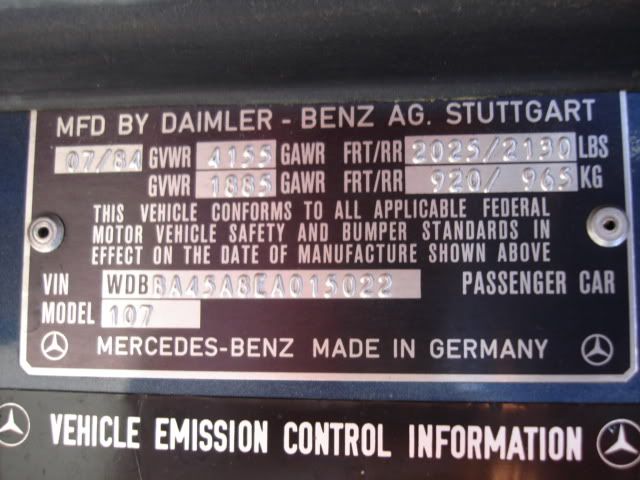 MFD BY DAIMLER - BENZ AG. STUTTGART
07/84 GVWR 4155 GAWR FRT/RR 2025/2130 LBS
GVWR 1885 GAWR FRT/RR 920/ 965 KG
THIS VEHICLE CONFORMS TO ALL APPLICABLE FEDERAL
MOTOR VEHICLE SAFETY AND BUMPER STANDARDS IN
EFFECT ON THE DATE OF MANUFACTURE SHOWN ABOVE
VIN WDBBA45A8EA015022 PASSENGER CAR
MODEL 107
MERCEDES-BENZ MADE IN GERMANY
VEHICLE EMISSION CONTROL INFORMATION